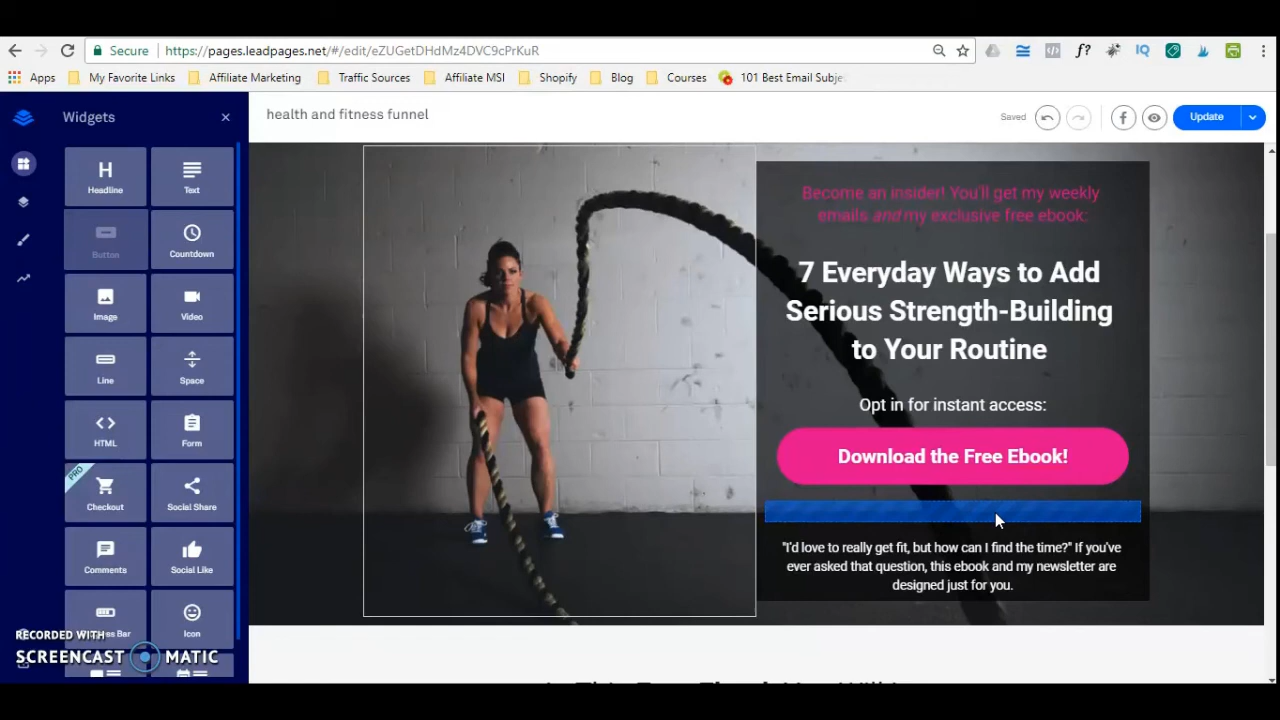 Secure
https://pages.leadpages.net/#/edit/eZUGetDHdMz4DVC9cPrKuR
f?
IQ
Apps
My Favorite Links
Affiliate Marketing
Traffic Sources
Affiliate MSI
Shopify
Blog
Courses
101 Best Email Subje
Widgets
×
health and fitness funnel
Saved
Update
H
Headline
Text
Button
Countdown
Image
Video
Line
Space
HTML
Form
PRO
Checkout
Social Share
Comments
Social Like
Bar
Icon
RECORDED WITH
SCREENCAST MATIC
Become an insider! You'll get my weekly
emails and my exclusive free ebook:
7 Everyday Ways to Add
Serious Strength-Building
to Your Routine
Opt in for instant access:
Download the Free Ebook!
"I'd love to really get fit, but how can I find the time?" If you've
ever asked that question, this ebook and my newsletter are
designed just for you.